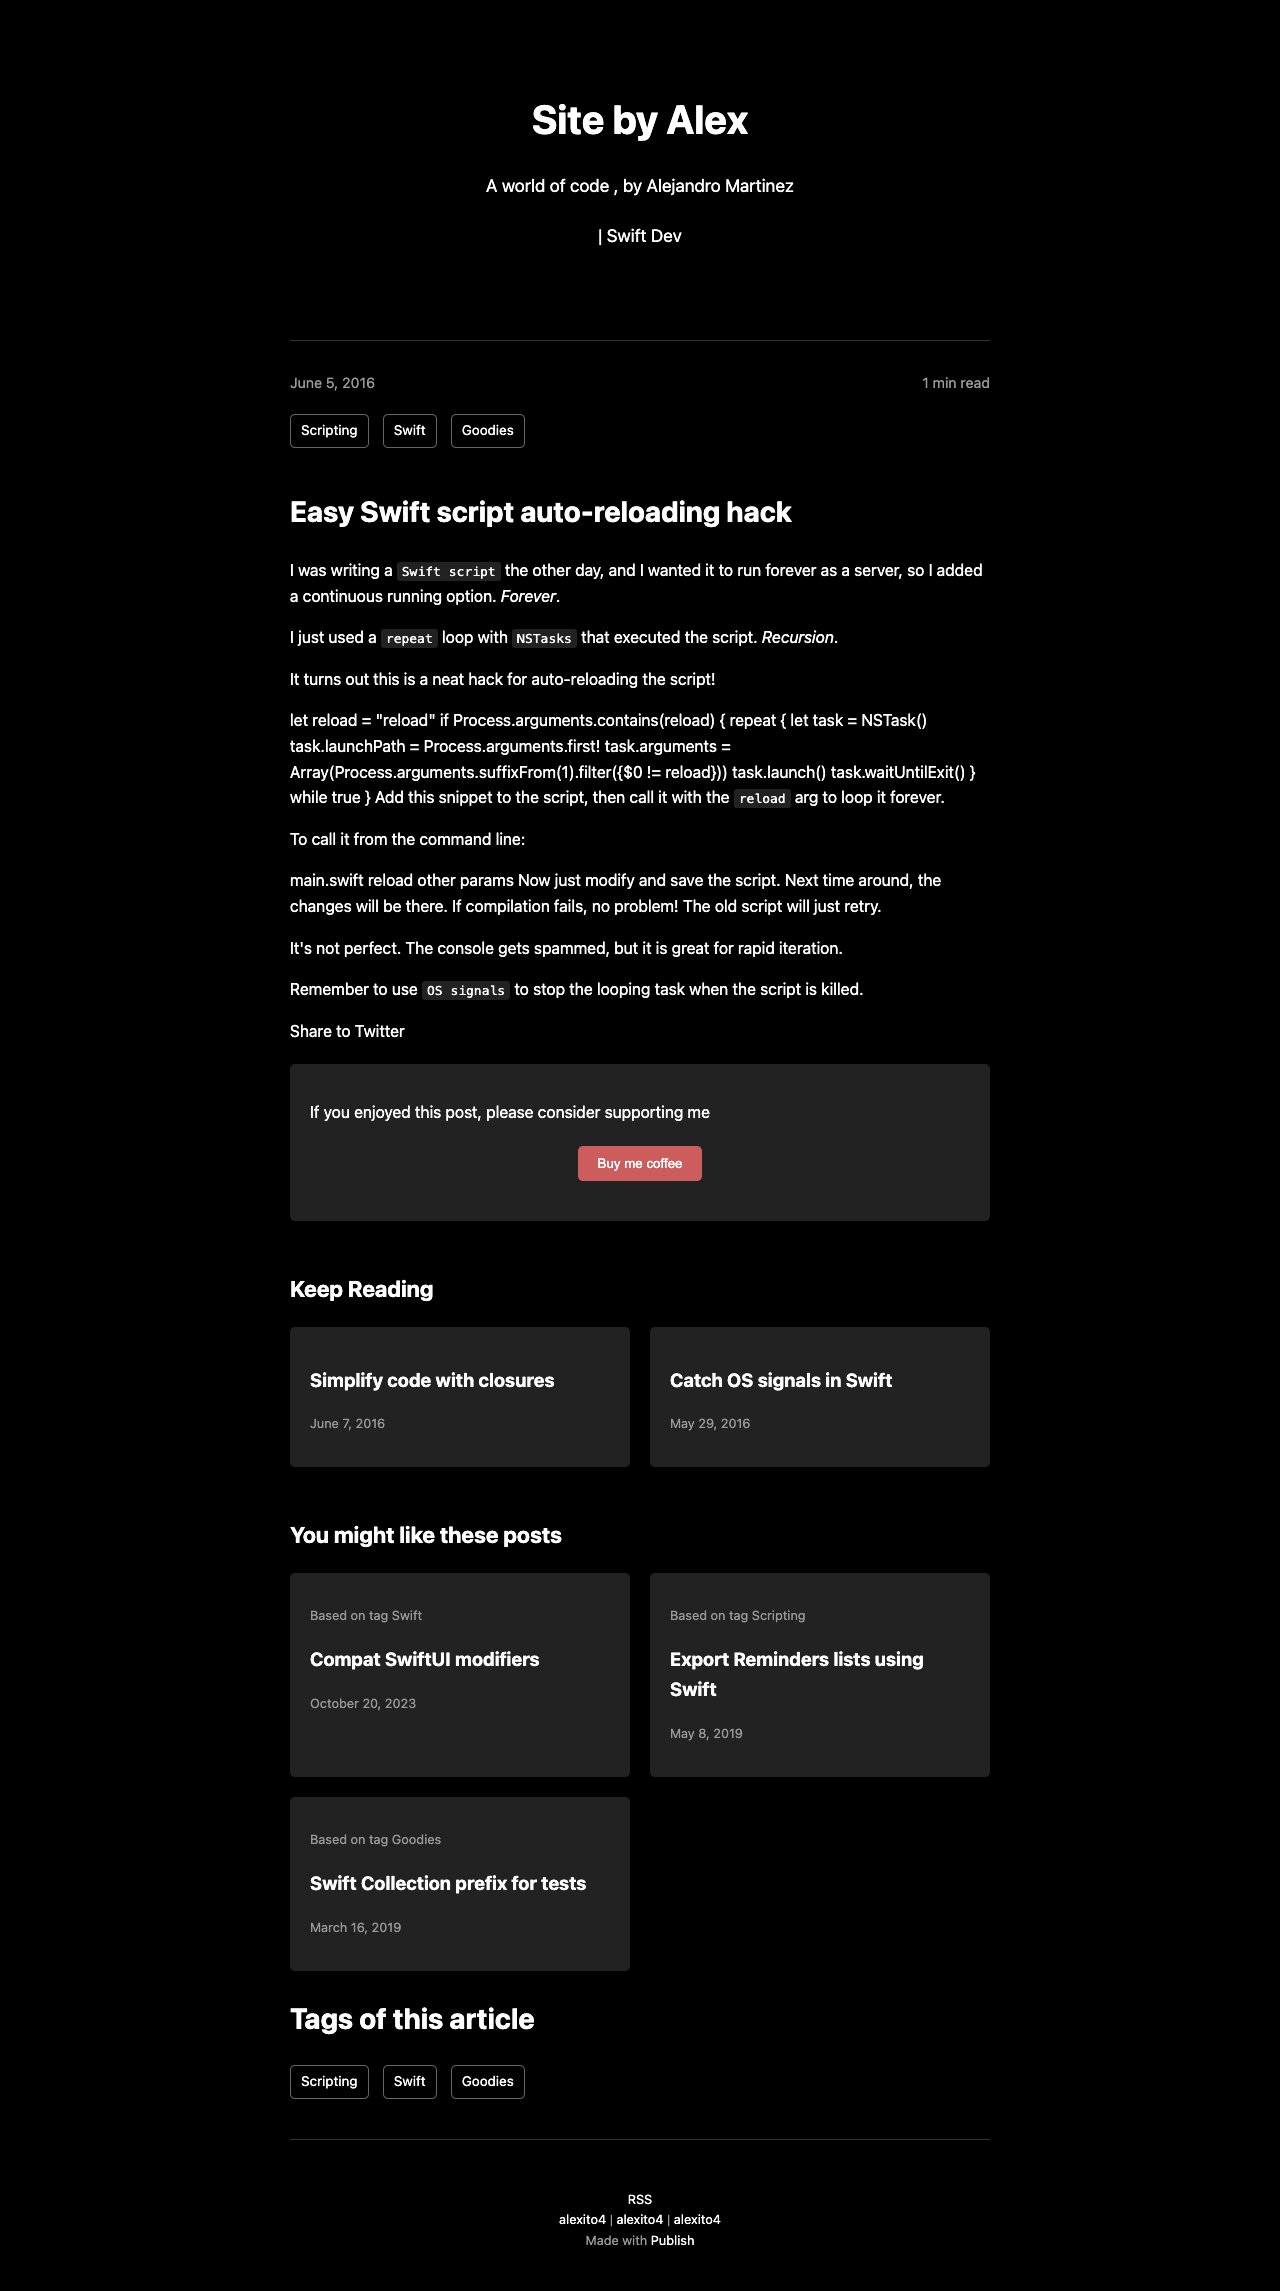 Site by Alex
A world of code , by Alejandro Martinez
| Swift Dev
June 5, 2016
1 min read
Scripting
Swift
Goodies
Easy Swift script auto-reloading hack
I was writing a Swift script the other day, and I wanted it to run forever as a server, so I added
a continuous running option. Forever.
I just used a repeat loop with NSTasks that executed the script. Recursion.
It turns out this is a neat hack for auto-reloading the script!
let reload = "reload" if Process.arguments.contains(reload) { repeat { let task = NSTask()
task.launchPath = Process.arguments.first! task.arguments =
Array(Process.arguments.suffixFrom(1).filter({$0 != reload})) task.launch() task.waitUntilExit() }
while true } Add this snippet to the script, then call it with the reload arg to loop it forever.
To call it from the command line:
main.swift reload other params Now just modify and save the script. Next time around, the
changes will be there. If compilation fails, no problem! The old script will just retry.
It's not perfect. The console gets spammed, but it is great for rapid iteration.
Remember to use OS signals to stop the looping task when the script is killed.
Share to Twitter
If you enjoyed this post, please consider supporting me
Buy me coffee
Keep Reading
Simplify code with closures
June 7, 2016
Catch OS signals in Swift
May 29, 2016
You might like these posts
Based on tag Swift
Compat SwiftUI modifiers
October 20, 2023
Based on tag Scripting
Export Reminders lists using
Swift
May 8, 2019
Based on tag Goodies
Swift Collection prefix for tests
March 16, 2019
Tags of this article
Scripting
Swift
Goodies
RSS
alexito4 | alexito4 | alexito4
Made with Publish